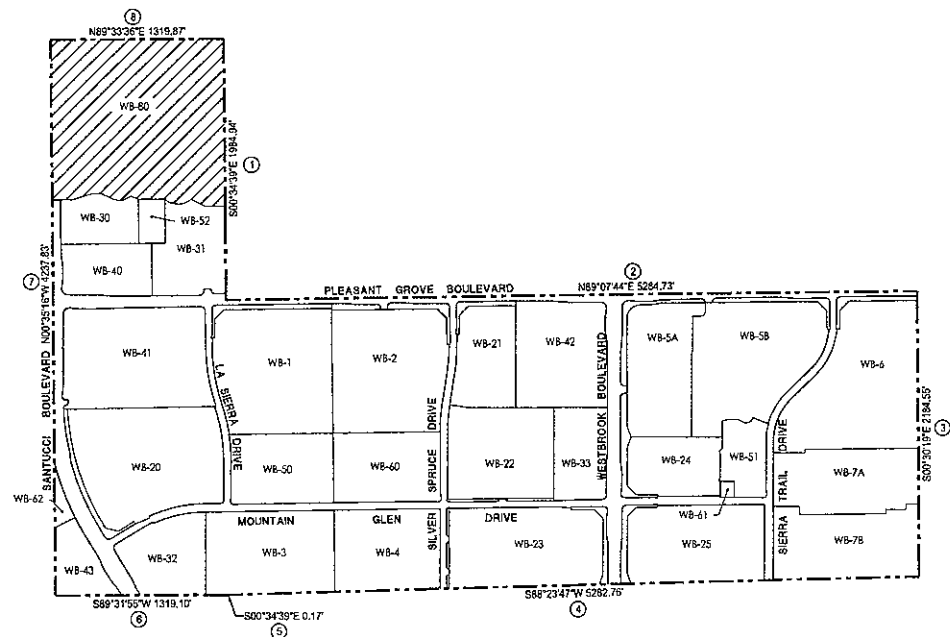 8
N89°33'36"E 1319.87'
WB-80
S00°34'39"E 1984.94'
1
WB-30
WB-52
WB-31
WB-40
7
SANTUCCI BOULEVARD N00°35'16"W 4237.83'
PLEASANT GROVE BOULEVARD
2
N89°07'44"E 5284.73'
WB-41
LA SIERRA DRIVE
WB-1
WB-2
WB-21
WB-42
WESTBROOK BOULEVARD
WB-5A
WB-5B
WB-6
S00°30'19"E 2184.55'
3
WB-20
WB-50
WB-60
SILVER SPRUCE DRIVE
WB-22
WB-33
WB-24
WB-51
SIERRA TRAIL DRIVE
WB-7A
WB-62
WB-61
MOUNTAIN GLEN DRIVE
WB-43
WB-32
WB-3
WB-4
WB-23
WB-25
WB-7B
S89°31'55"W 1319.10'
6
S00°34'39"E 0.17'
5
S88°23'47"W 5282.76'
4